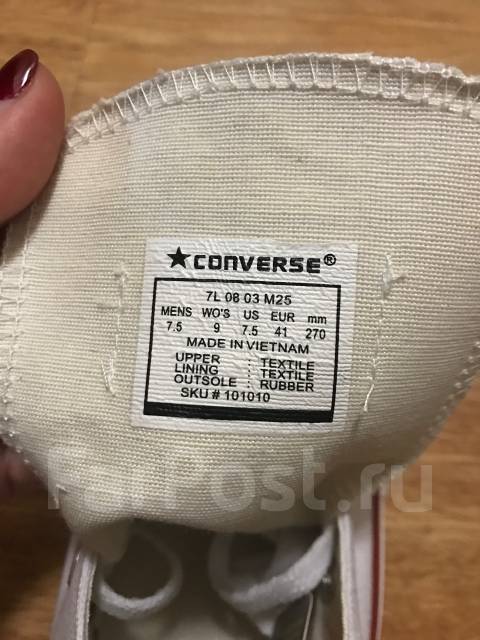 ★CONVERSE®
7L 08 03 M25
MENS WO'S US EUR mm
7.5 9 7.5 41 270
MADE IN VIETNAM
UPPER : TEXTILE
LINING : TEXTILE
OUTSOLE : RUBBER
SKU # 101010
FarPost.ru